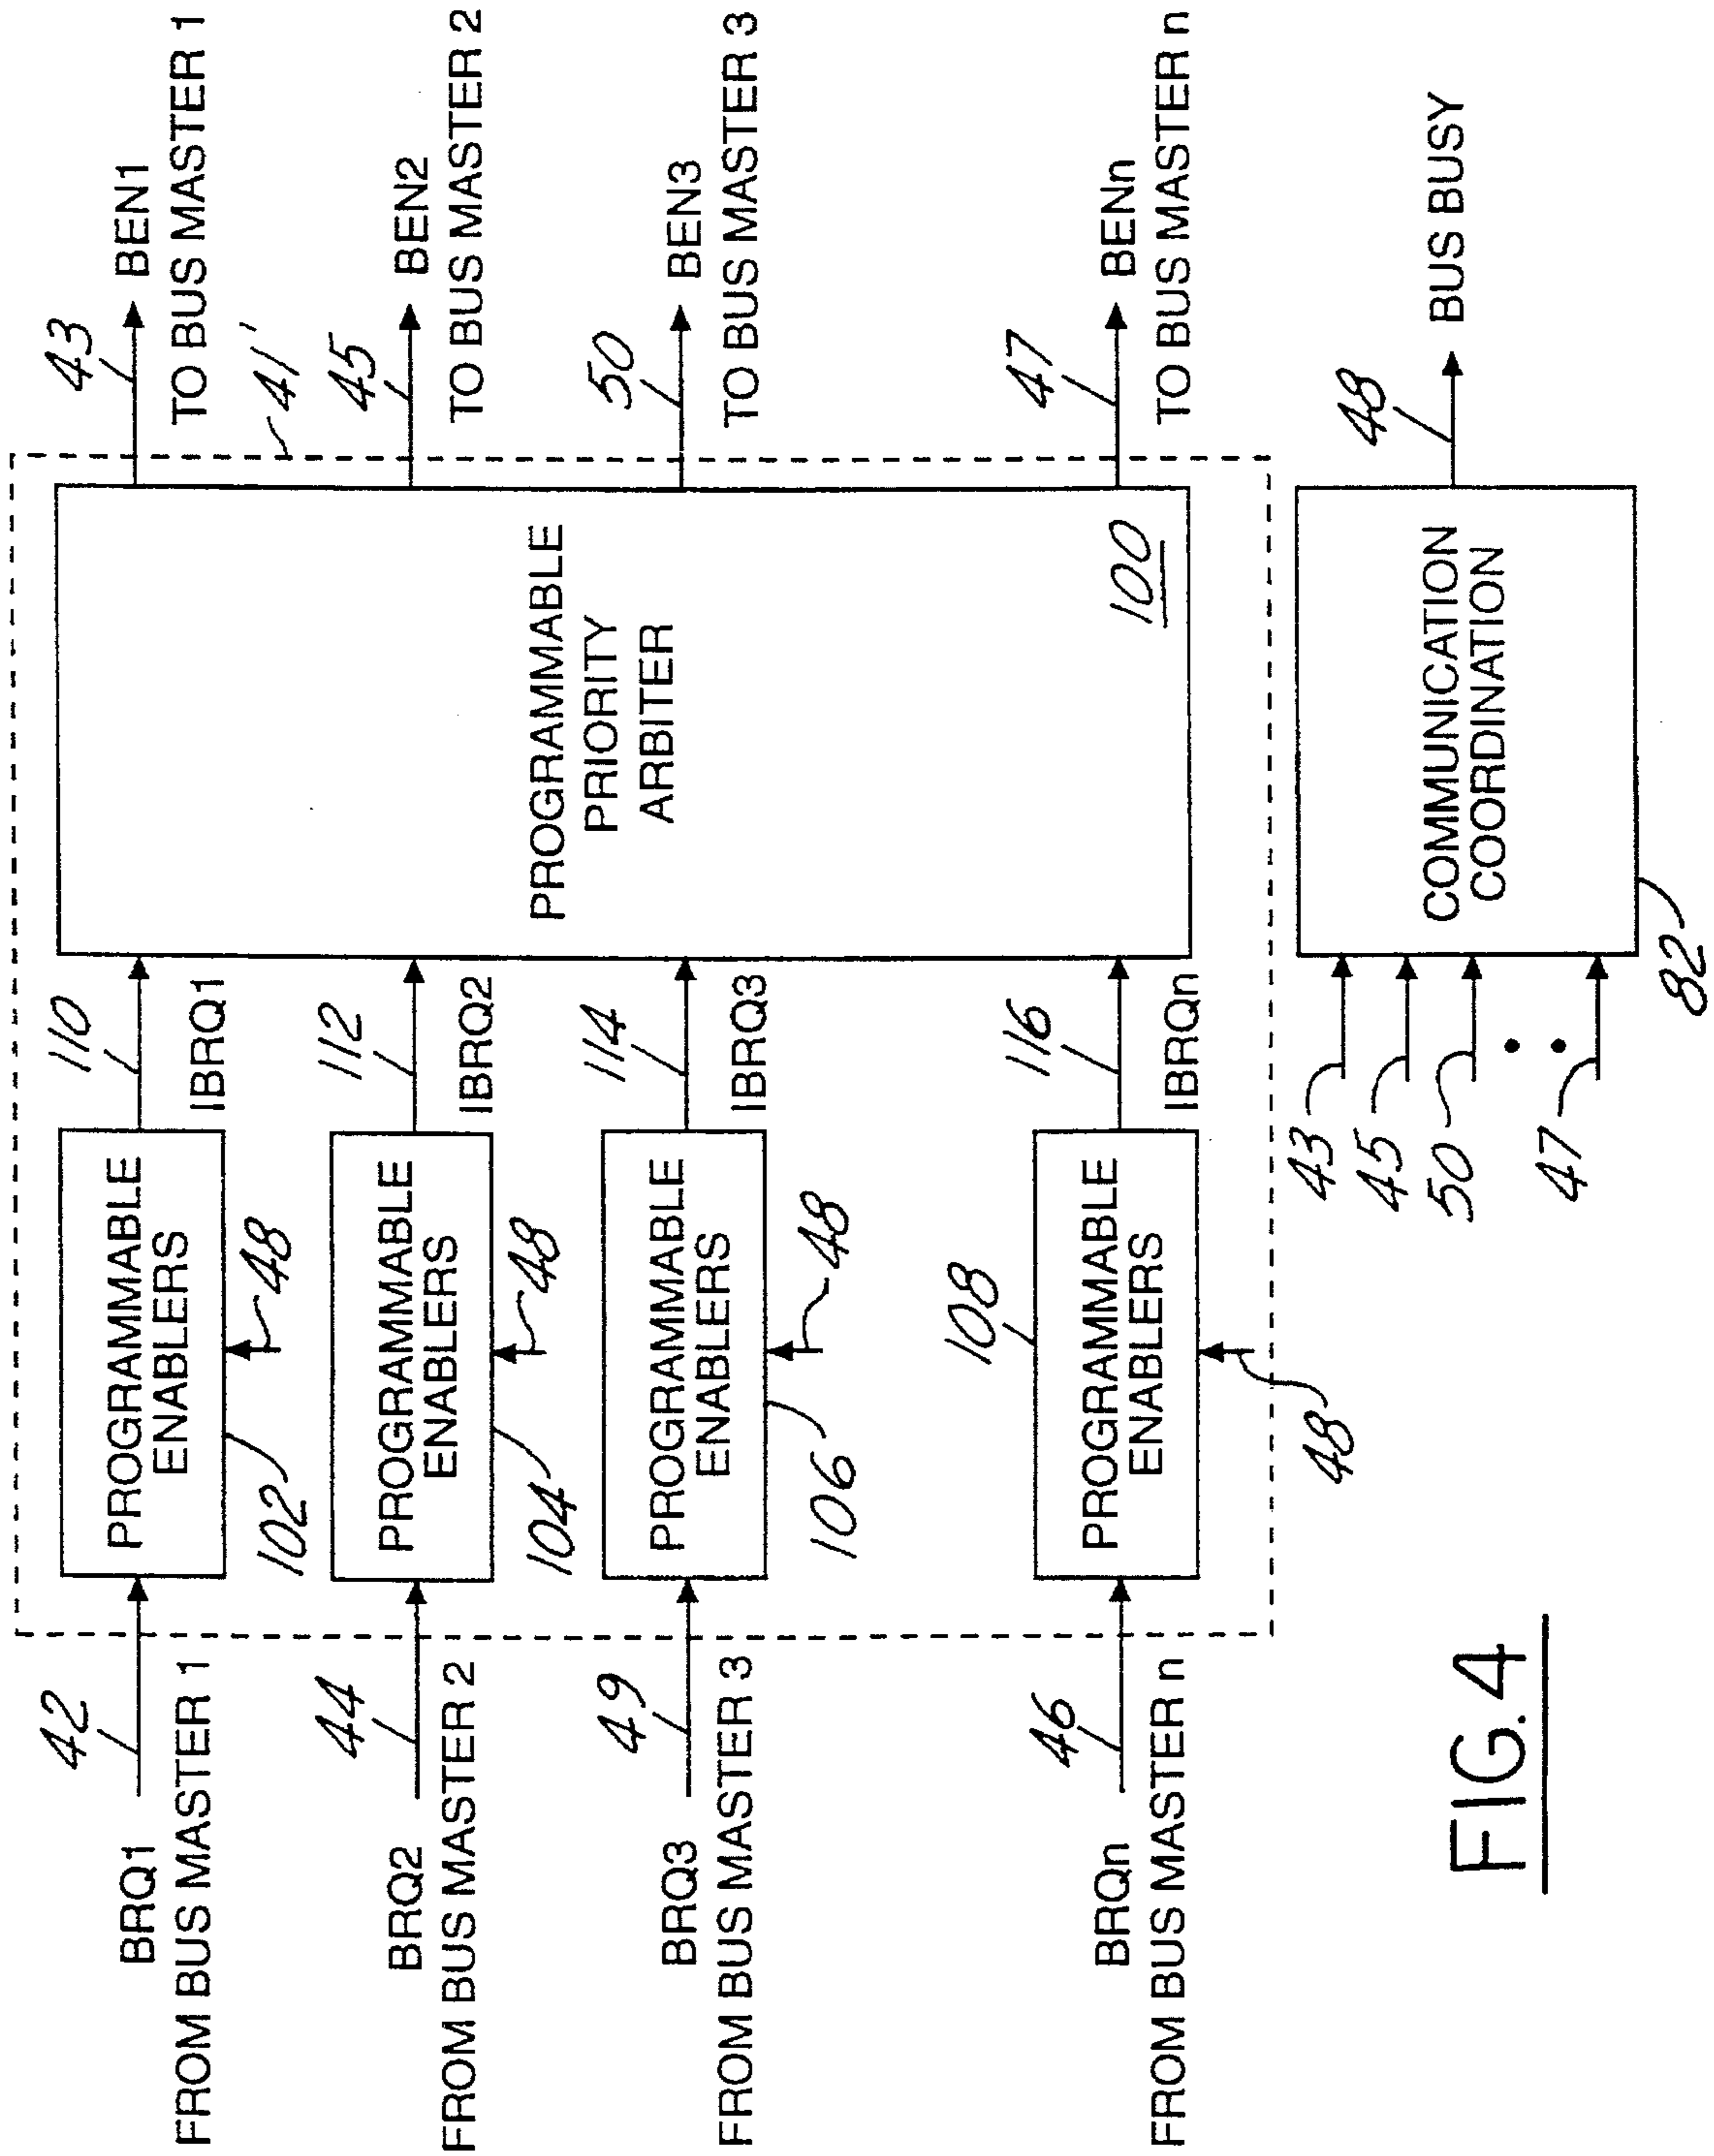 42
BRQ1
FROM BUS MASTER 1
PROGRAMMABLE
ENABLERS
102
48
110
IBRQ1
43
BEN1
TO BUS MASTER 1
41'
44
BRQ2
FROM BUS MASTER 2
PROGRAMMABLE
ENABLERS
104
48
112
IBRQ2
45
BEN2
TO BUS MASTER 2
49
BRQ3
FROM BUS MASTER 3
PROGRAMMABLE
ENABLERS
106
48
114
IBRQ3
50
BEN3
TO BUS MASTER 3
46
BRQn
FROM BUS MASTER n
108
PROGRAMMABLE
ENABLERS
48
116
IBRQn
47
BENn
TO BUS MASTER n
PROGRAMMABLE
PRIORITY
ARBITER
100
43
45
50
47
COMMUNICATION
COORDINATION
82
48
BUS BUSY
FIG.4